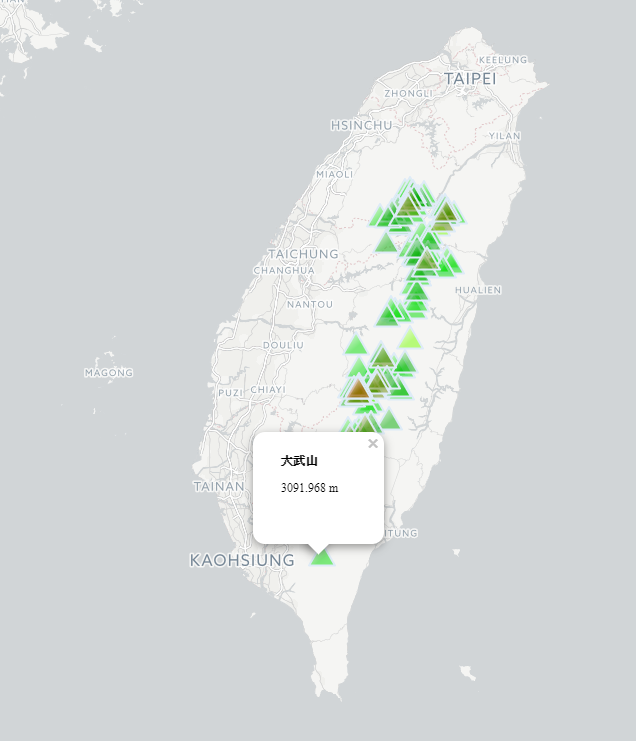 KEELUNG
TAIPEI
ZHONGLI
HSINCHU
YILAN
MIAOLI
TAICHUNG
CHANGHUA
HUALIEN
NANTOU
DOULIU
MAGONG
PUZI
CHIAYI
×
大武山
3091.968 m
TAINAN
ITUNG
KAOHSIUNG